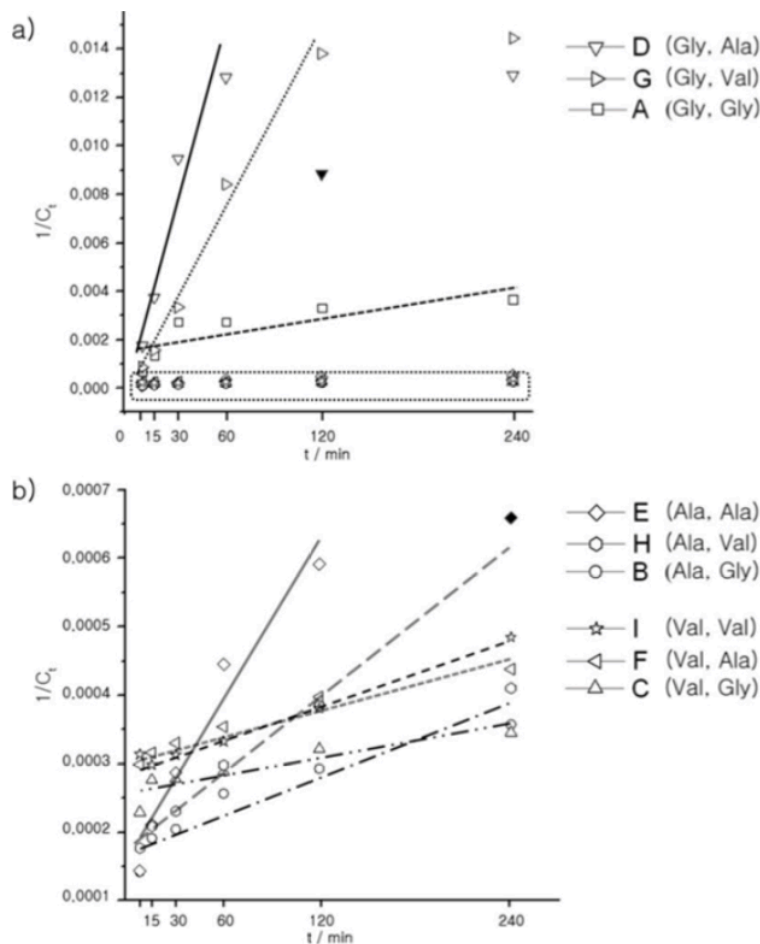 a)
D (Gly, Ala)
G (Gly, Val)
A (Gly, Gly)
0,014
0,012
0,010
0,008
0,006
0,004
0,002
0,000
1/Ct
0 15 30 60 120 240
t / min
b)
E (Ala, Ala)
H (Ala, Val)
B (Ala, Gly)
I (Val, Val)
F (Val, Ala)
C (Val, Gly)
0,0007
0,0006
0,0005
0,0004
0,0003
0,0002
0,0001
1/Ct
15 30 60 120 240
t / min